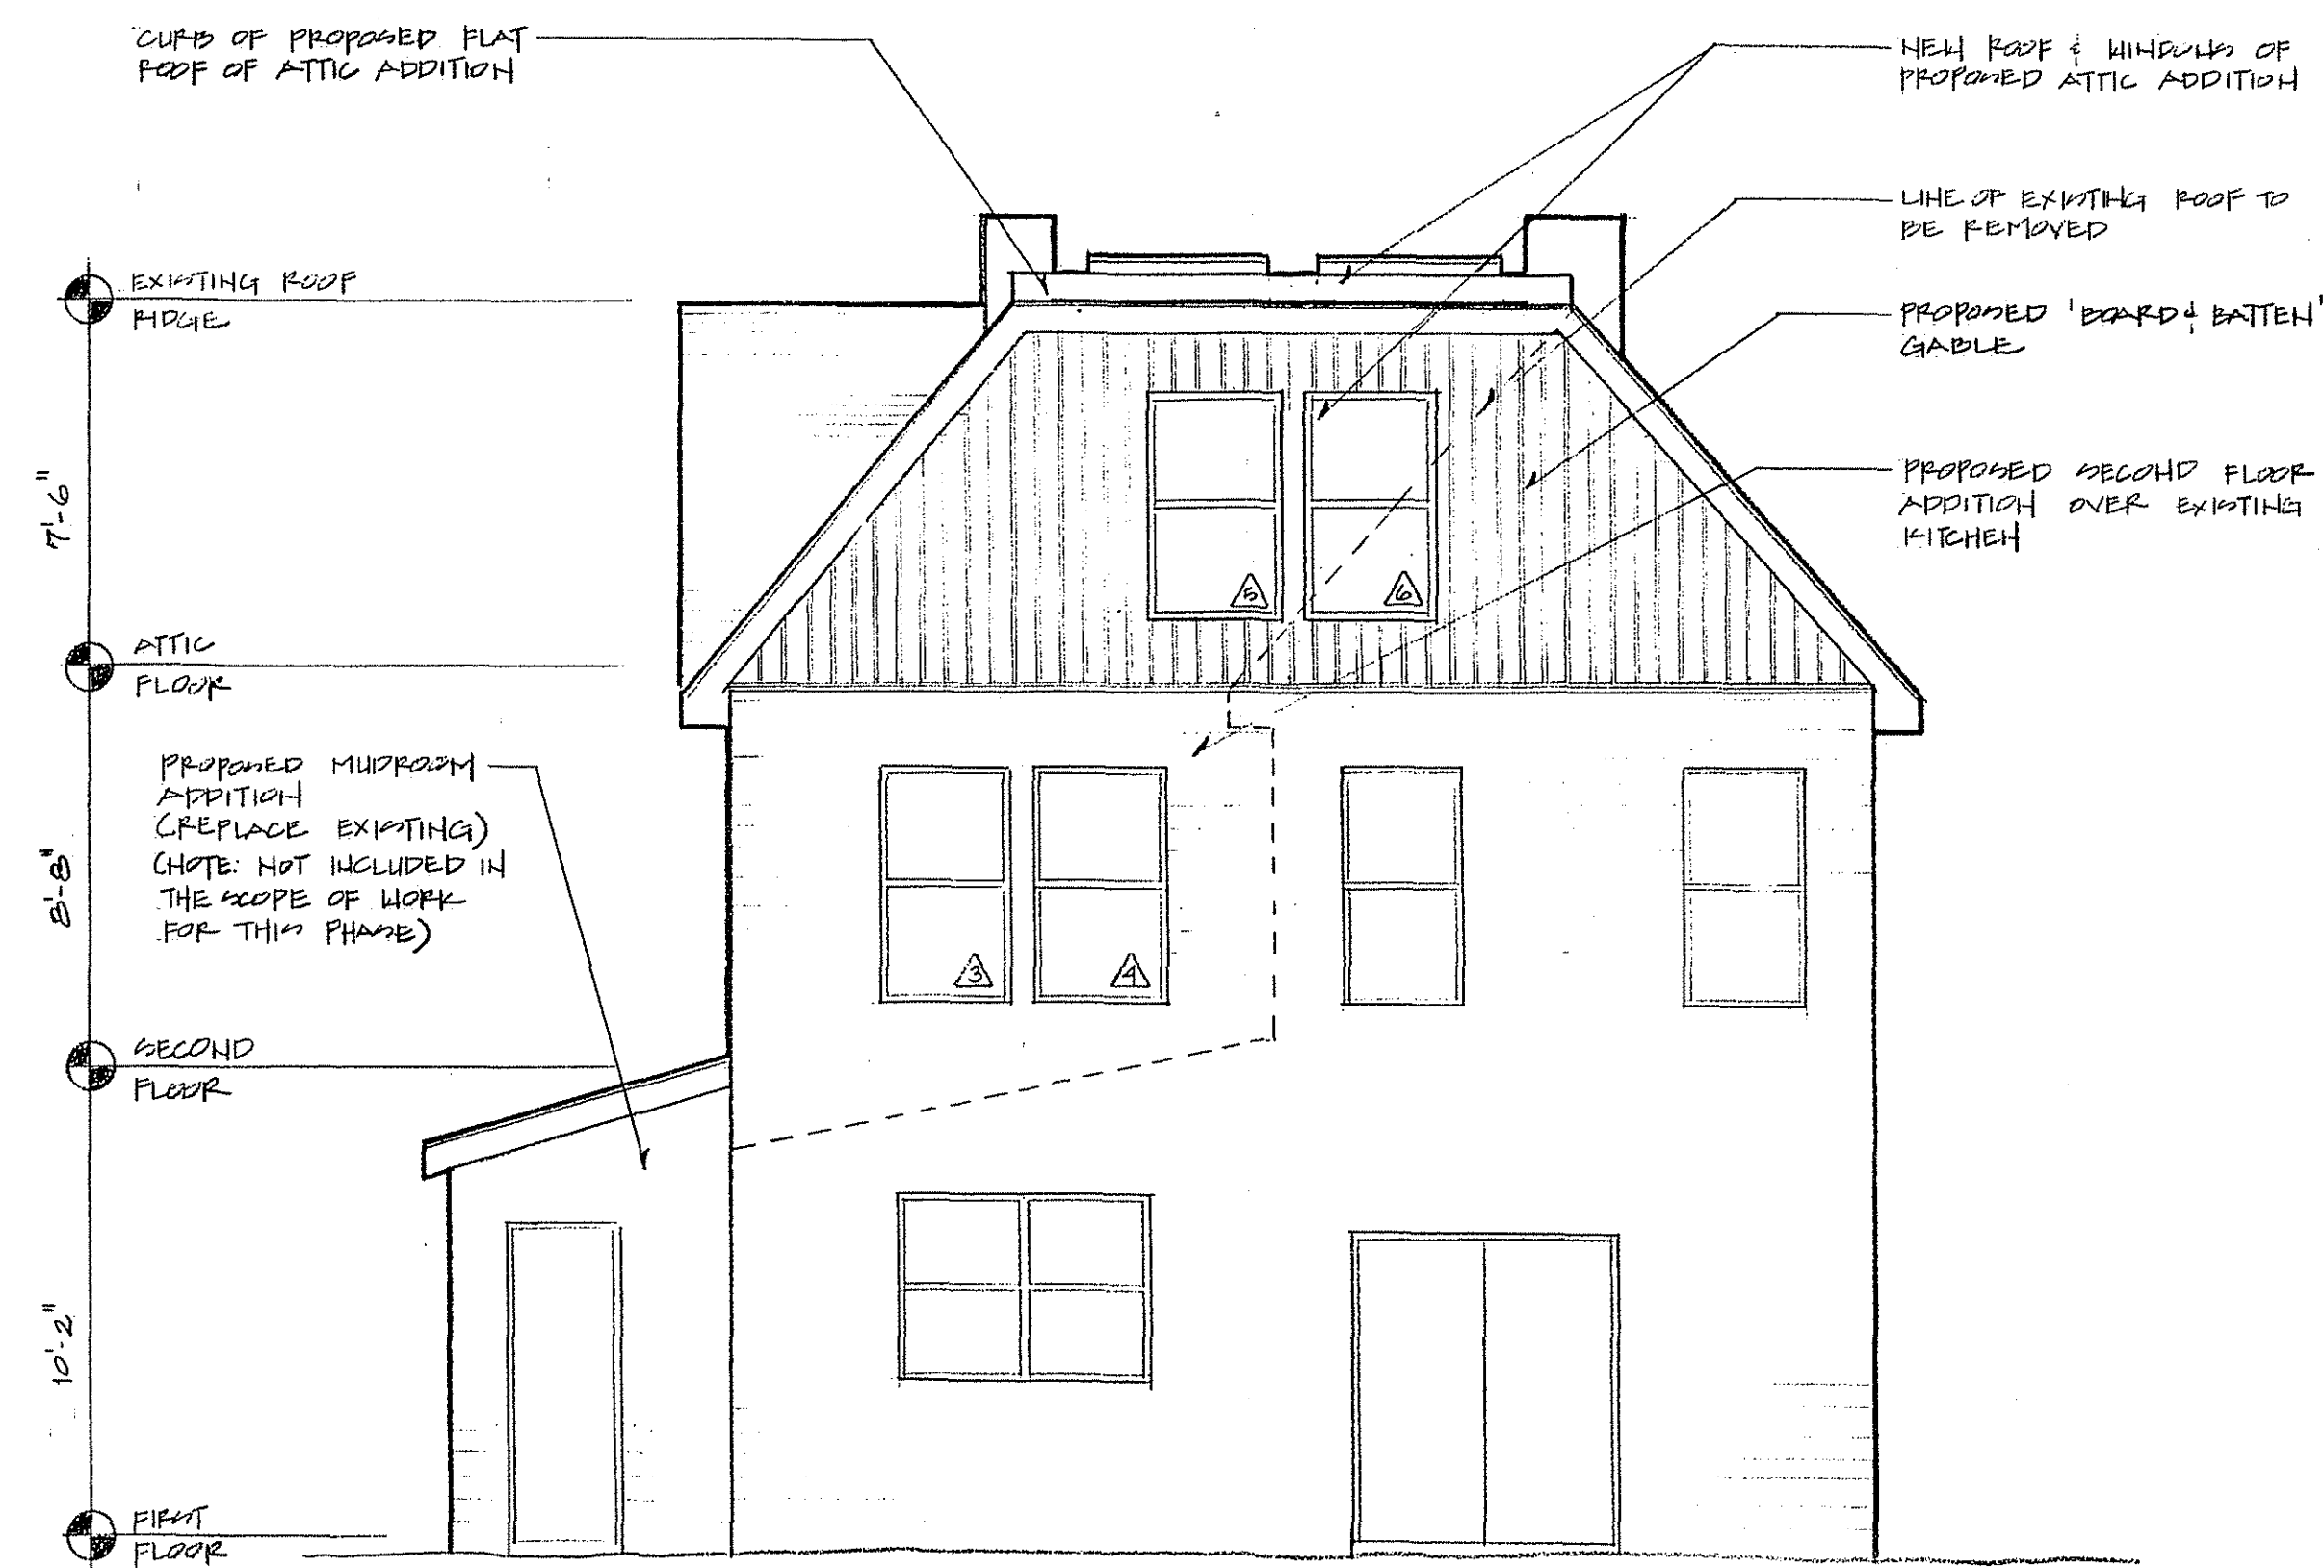 CURB OF PROPOSED FLAT
ROOF OF ATTIC ADDITION
NEW ROOF & WINDOWS OF
PROPOSED ATTIC ADDITION
LINE OF EXISTING ROOF TO
BE REMOVED
PROPOSED 'BOARD & BATTEN'
GABLE
PROPOSED SECOND FLOOR
ADDITION OVER EXISTING
KITCHEN
EXISTING ROOF
RIDGE
7'-6"
ATTIC
FLOOR
PROPOSED MUDROOM
ADDITION
(REPLACE EXISTING)
(NOTE: NOT INCLUDED IN
THE SCOPE OF WORK
FOR THIS PHASE)
8'-8"
SECOND
FLOOR
10'-2"
FIRST
FLOOR
5
6
3
4